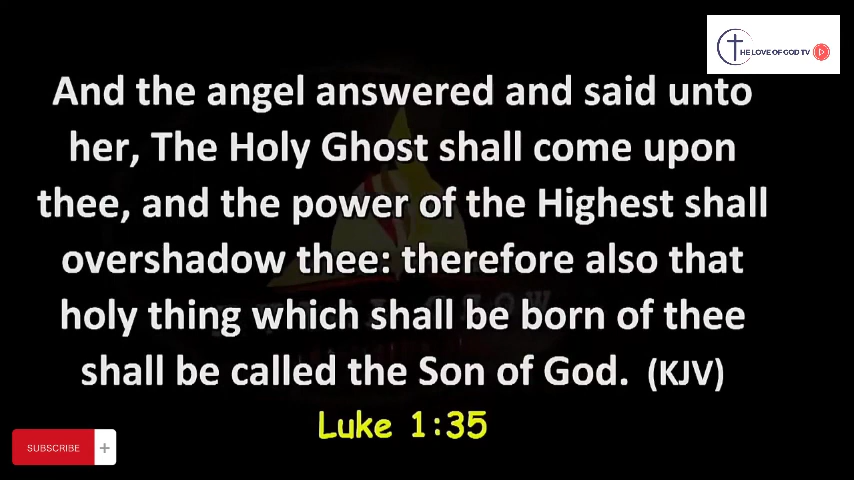 THE LOVE OF GOD TV
And the angel answered and said unto
her, The Holy Ghost shall come upon
thee, and the power of the Highest shall
overshadow thee: therefore also that
holy thing which shall be born of thee
shall be called the Son of God. (KJV)
Luke 1:35
SUBSCRIBE +